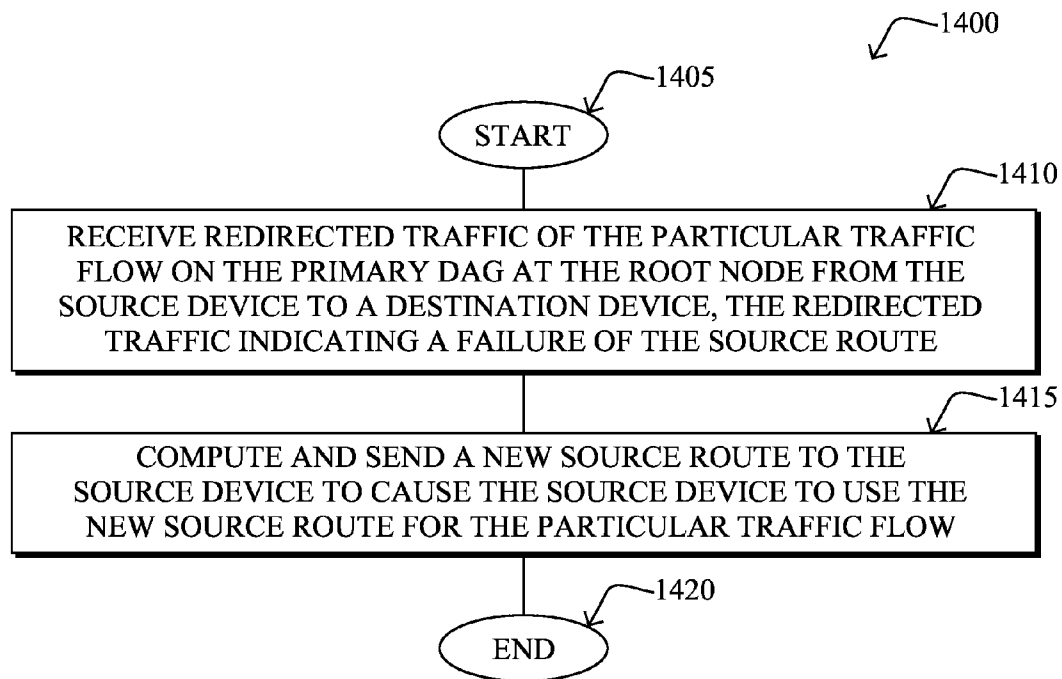 1400
1405
START
1410
RECEIVE REDIRECTED TRAFFIC OF THE PARTICULAR TRAFFIC
FLOW ON THE PRIMARY DAG AT THE ROOT NODE FROM THE
SOURCE DEVICE TO A DESTINATION DEVICE, THE REDIRECTED
TRAFFIC INDICATING A FAILURE OF THE SOURCE ROUTE
1415
COMPUTE AND SEND A NEW SOURCE ROUTE TO THE
SOURCE DEVICE TO CAUSE THE SOURCE DEVICE TO USE THE
NEW SOURCE ROUTE FOR THE PARTICULAR TRAFFIC FLOW
1420
END